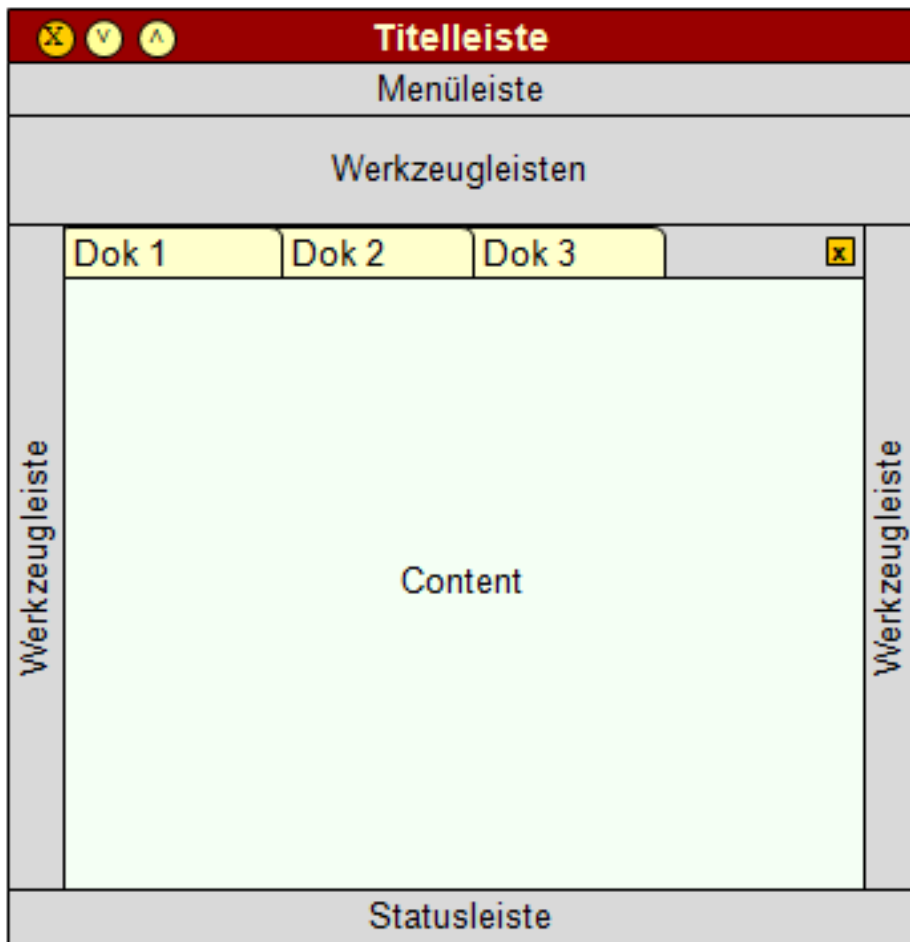 X v ^ Titelleiste
Menüleiste
Werkzeugleisten
Dok 1 Dok 2 Dok 3 x
Werkzeugleiste
Content
Werkzeugleiste
Statusleiste